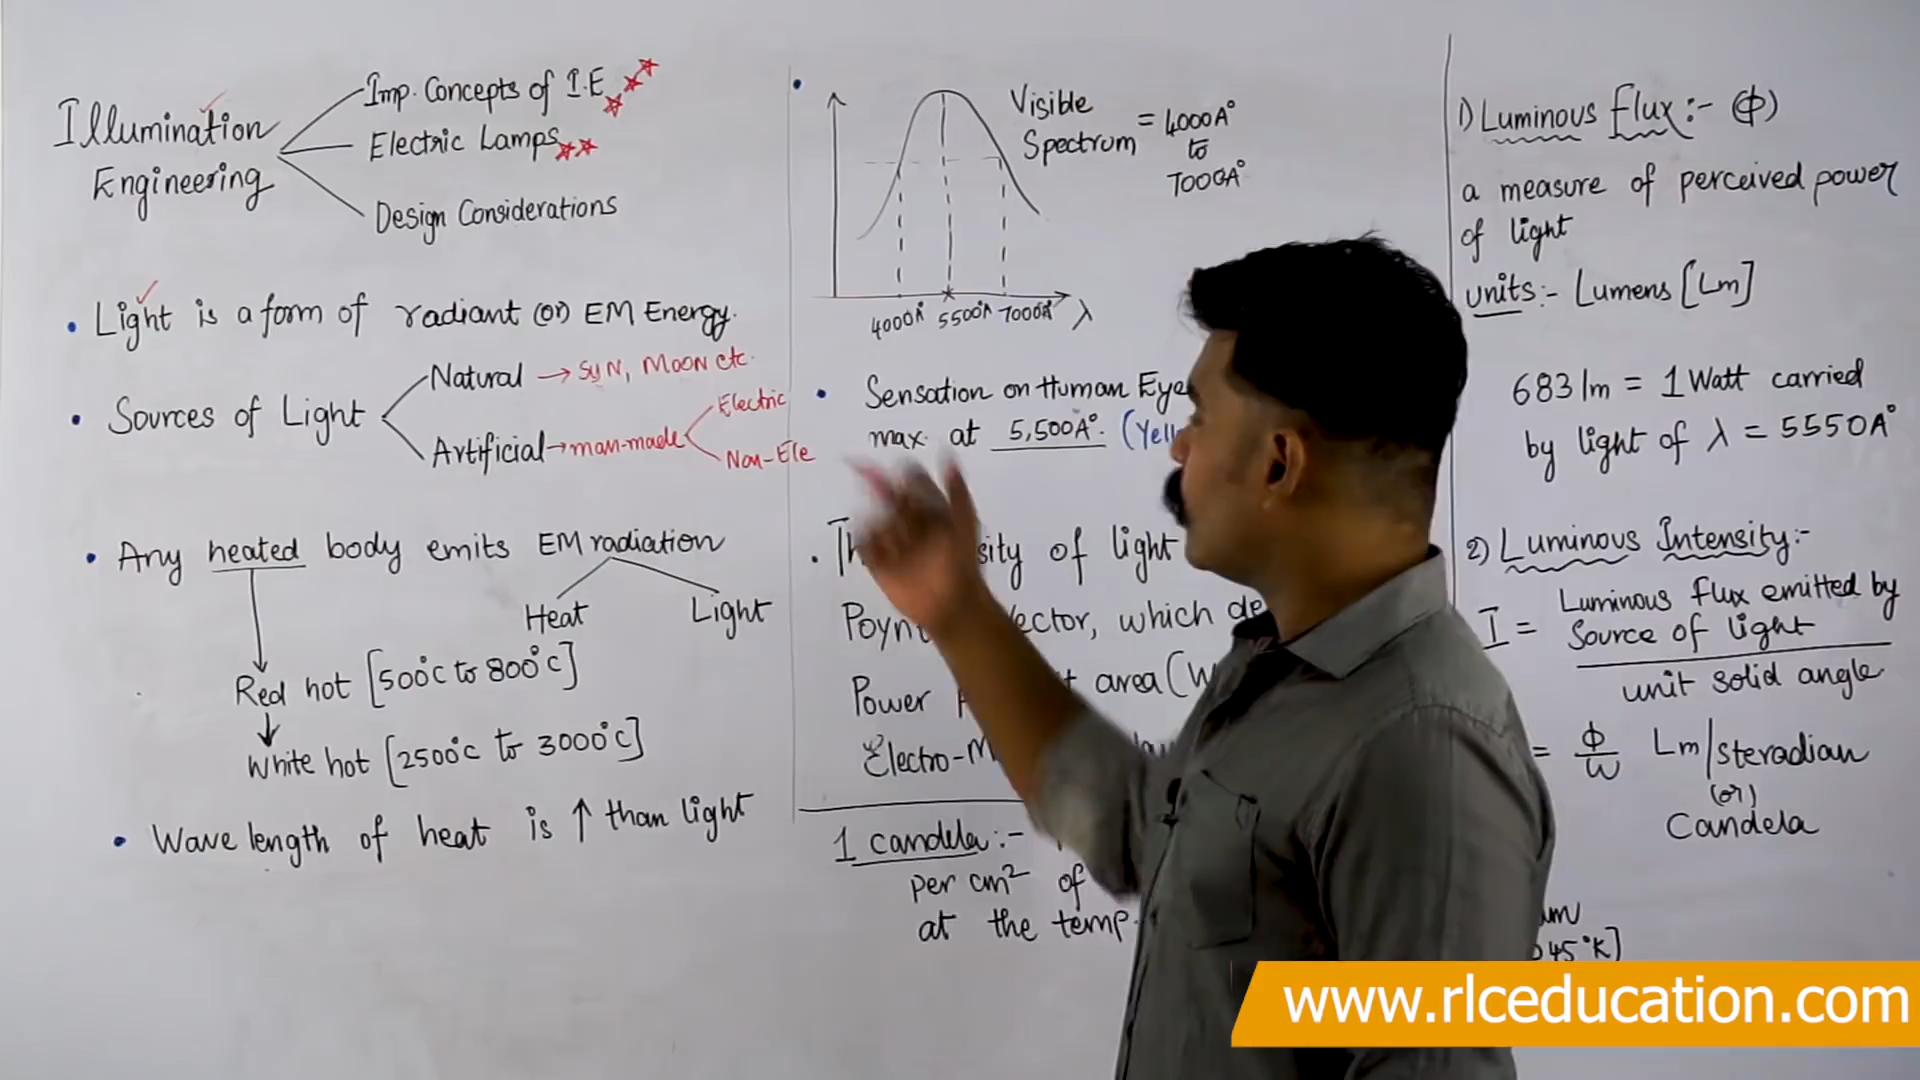 Illumination
Engineering
Imp. Concepts of I.E
Electric Lamps
Design Considerations
• Light is a form of radiant (or) EM Energy.
• Sources of Light
Natural → SUN, MOON etc.
Artificial → man-made
Electric
Non-Ele
• Any heated body emits EM radiation
Heat
Light
Red hot [500°C to 800°C]
White hot [2500°C to 3000°C]
• Wave length of heat is ↑ than light
Visible
Spectrum = 4000A°
to
7000A°
4000A° 5500A° 7000A° λ
• Sensation on Human Eye
max. at 5,500A°. (Yell
. of light
vector, which de
Power area (W
Electro-M
1 candela :-
per cm² of
at the temp.
45°K]
1) Luminous flux :- (ϕ)
a measure of perceived power
of light
units :- Lumens [Lm]
683 lm = 1 Watt carried
by light of λ = 5550A°
2) Luminous Intensity :-
I = Luminous flux emitted by
Source of light
unit solid angle
= ϕ/ω Lm/steradian
(or)
Candela
www.rlceducation.com